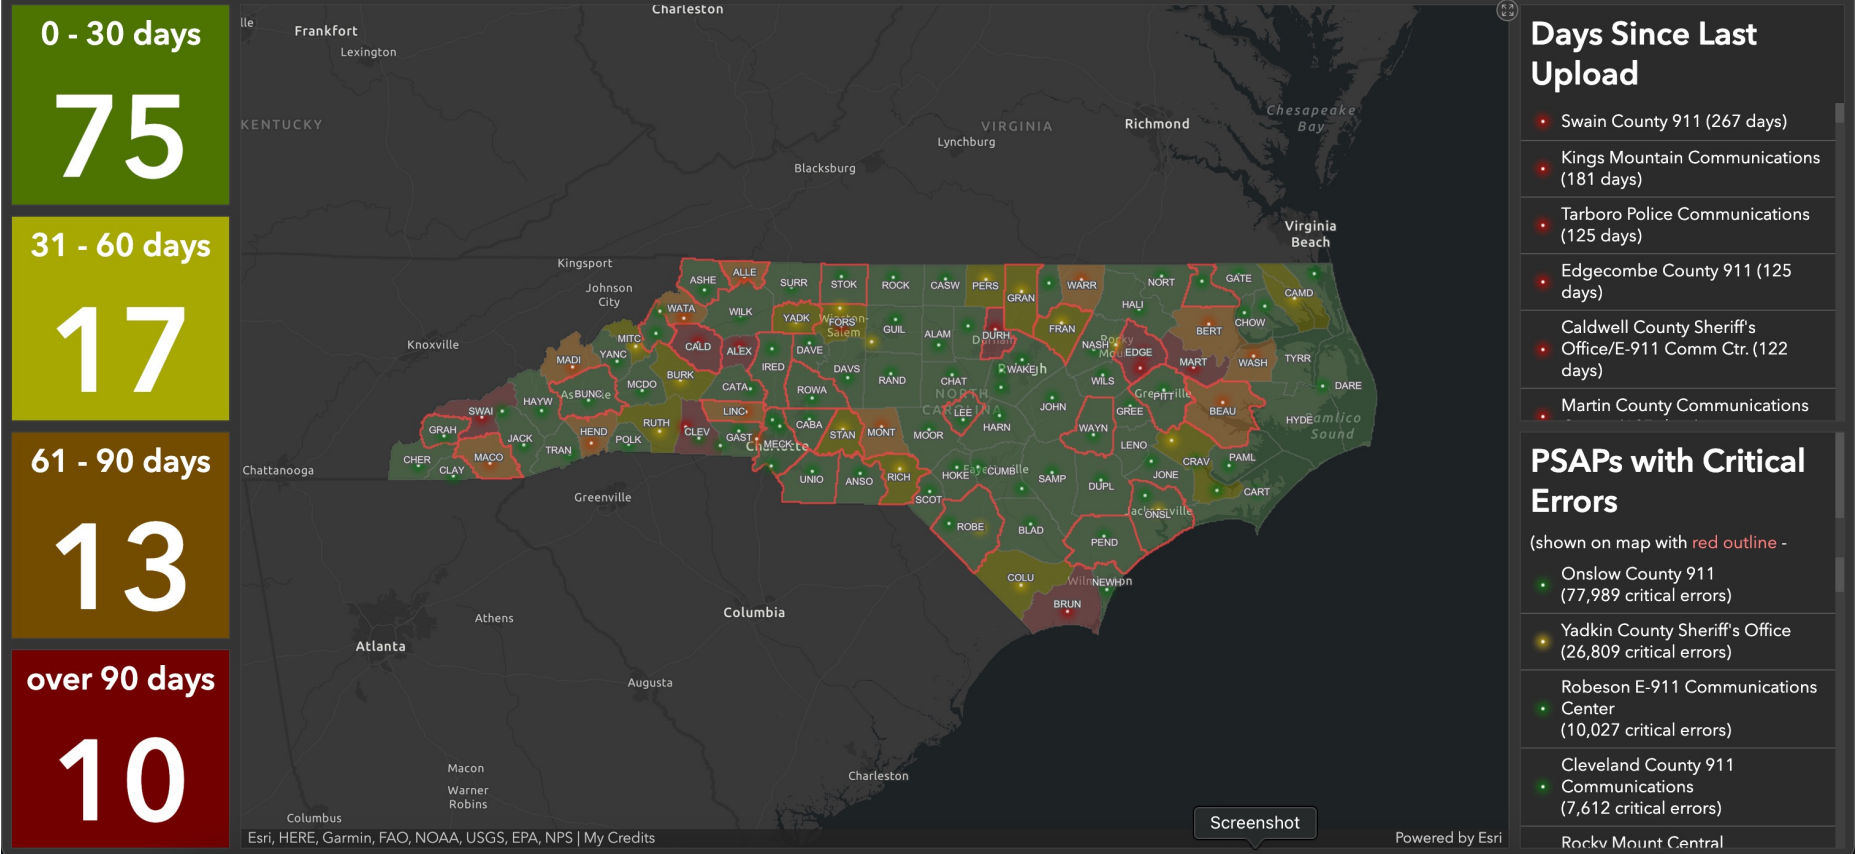 0 - 30 days
75
31 - 60 days
17
61 - 90 days
13
over 90 days
10
Charleston
Frankfort
Lexington
KENTUCKY
VIRGINIA
Richmond
Chesapeake
Bay
Lynchburg
Blacksburg
Virginia
Beach
Kingsport
Johnson
City
Knoxville
Chattanooga
Greenville
Columbia
Athens
Atlanta
Augusta
Macon
Warner
Robins
Columbus
Charleston
ASHE
ALLE
SURR
STOK
ROCK
CASW
PERS
GRAN
WARR
NORT
GATE
CAMD
WATA
WILK
YADK
FORS
GUIL
ALAM
DURH
FRAN
HALI
BERT
CHOW
MITC
YANC
CALD
ALEX
DAVE
IRED
NASH
EDGE
MART
WASH
TYRR
MADI
BURK
MCDO
CATA
DAVS
ROWA
RAND
CHAT
WAKE
WILS
PITT
DARE
SWAI
HAYW
BUNC
RUTH
LINC
CABA
STAN
MONT
LEE
NORTH
CAROLINA
JOHN
GREE
BEAU
HYDE
Pamlico
Sound
GRAH
JACK
HEND
POLK
CLEV
GAST
MECK
MOOR
HARN
WAYN
LENO
CHER
CLAY
MACO
TRAN
UNIO
ANSO
RICH
HOKE
CUMB
SAMP
DUPL
JONE
CRAV
PAML
CART
SCOT
ROBE
BLAD
ONSL
PEND
COLU
NEWH
BRUN
Esri, HERE, Garmin, FAO, NOAA, USGS, EPA, NPS | My Credits
Screenshot
Powered by Esri
Days Since Last
Upload
Swain County 911 (267 days)
Kings Mountain Communications
(181 days)
Tarboro Police Communications
(125 days)
Edgecombe County 911 (125
days)
Caldwell County Sheriff's
Office/E-911 Comm Ctr. (122
days)
Martin County Communications
PSAPs with Critical
Errors
(shown on map with red outline -
Onslow County 911
(77,989 critical errors)
Yadkin County Sheriff's Office
(26,809 critical errors)
Robeson E-911 Communications
Center
(10,027 critical errors)
Cleveland County 911
Communications
(7,612 critical errors)
Rocky Mount Central